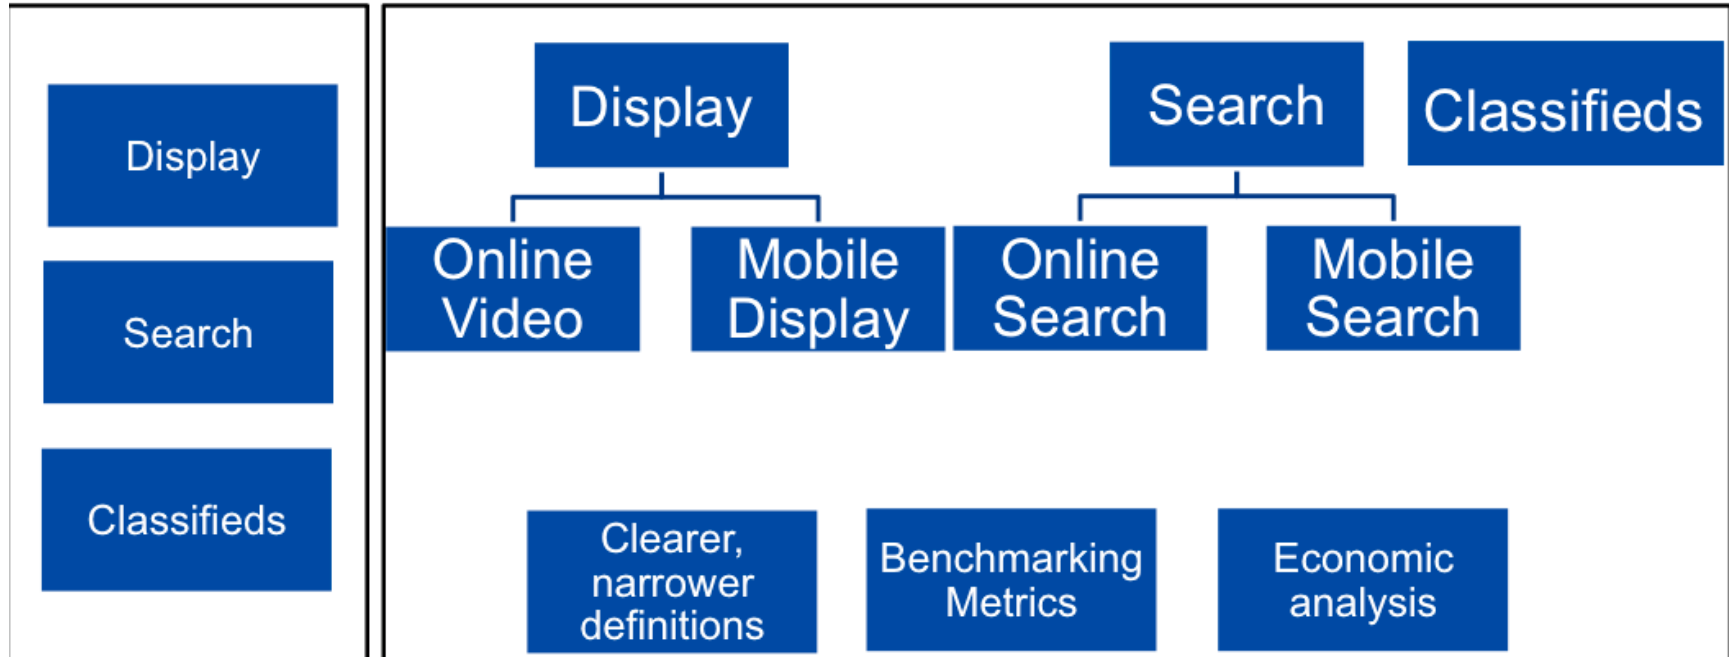 Display
Search
Classifieds
Display
Search
Classifieds
Online
Video
Mobile
Display
Online
Search
Mobile
Search
Clearer,
narrower
definitions
Benchmarking
Metrics
Economic
analysis